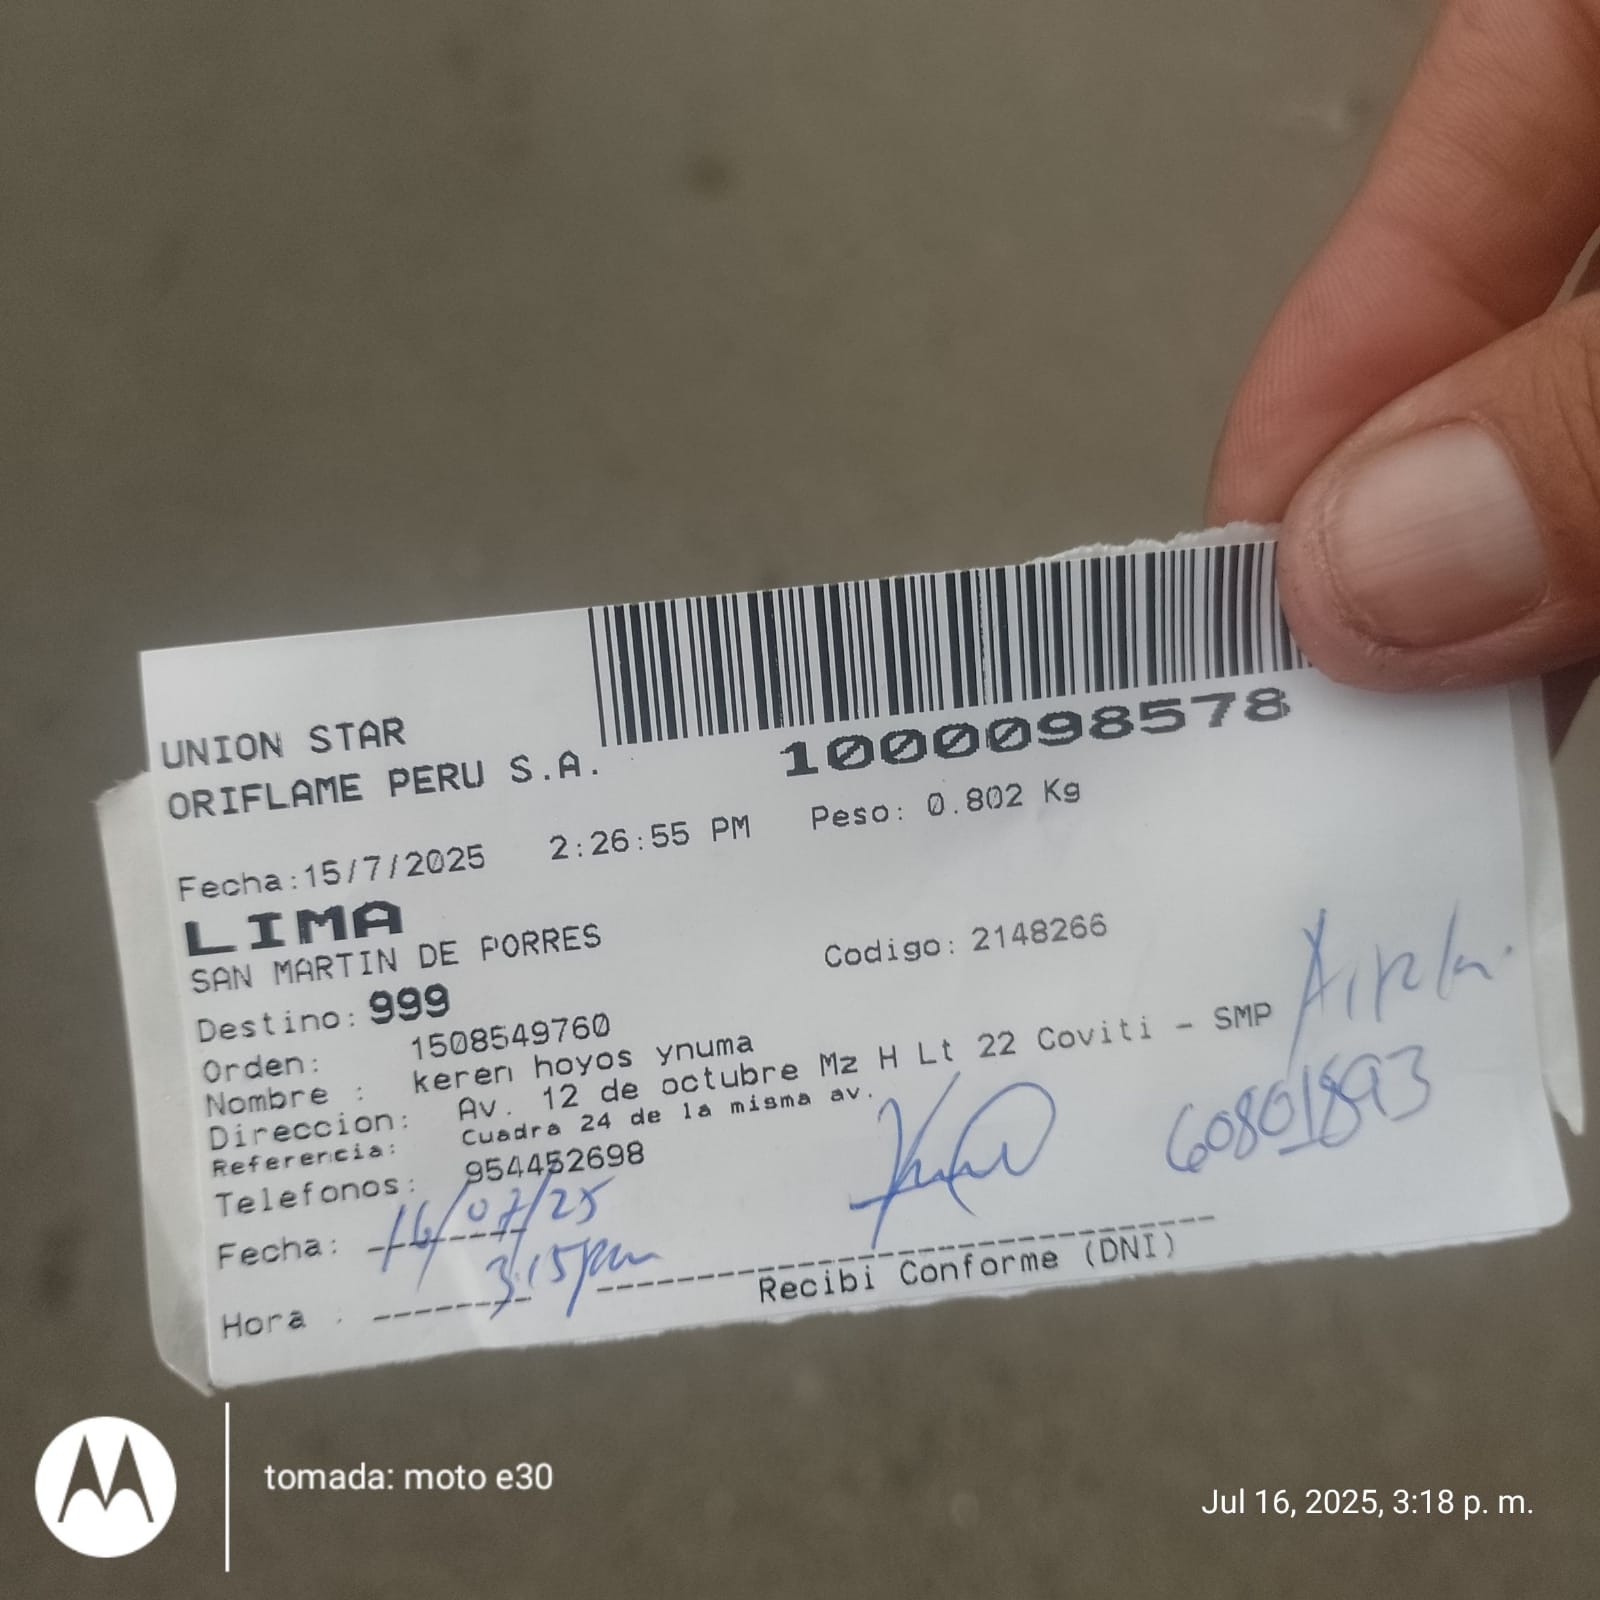 UNION STAR
ORIFLAME PERU S.A.
1000098578
Fecha:15/7/2025 2:26:55 PM Peso: 0.802 Kg
LIMA
SAN MARTIN DE PORRES
Codigo: 2148266
Destino: 999
Orden: 1508549760
Nombre : keren hoyos ynuma
Direccion: Av. 12 de octubre Mz H Lt 22 Coviti - SMP
Referencia: Cuadra 24 de la misma av.
Telefonos: 954452698
60801893
Fecha: 16/07/25
Hora : 3:15pm
Recibi Conforme (DNI)
tomada: moto e30
Jul 16, 2025, 3:18 p. m.